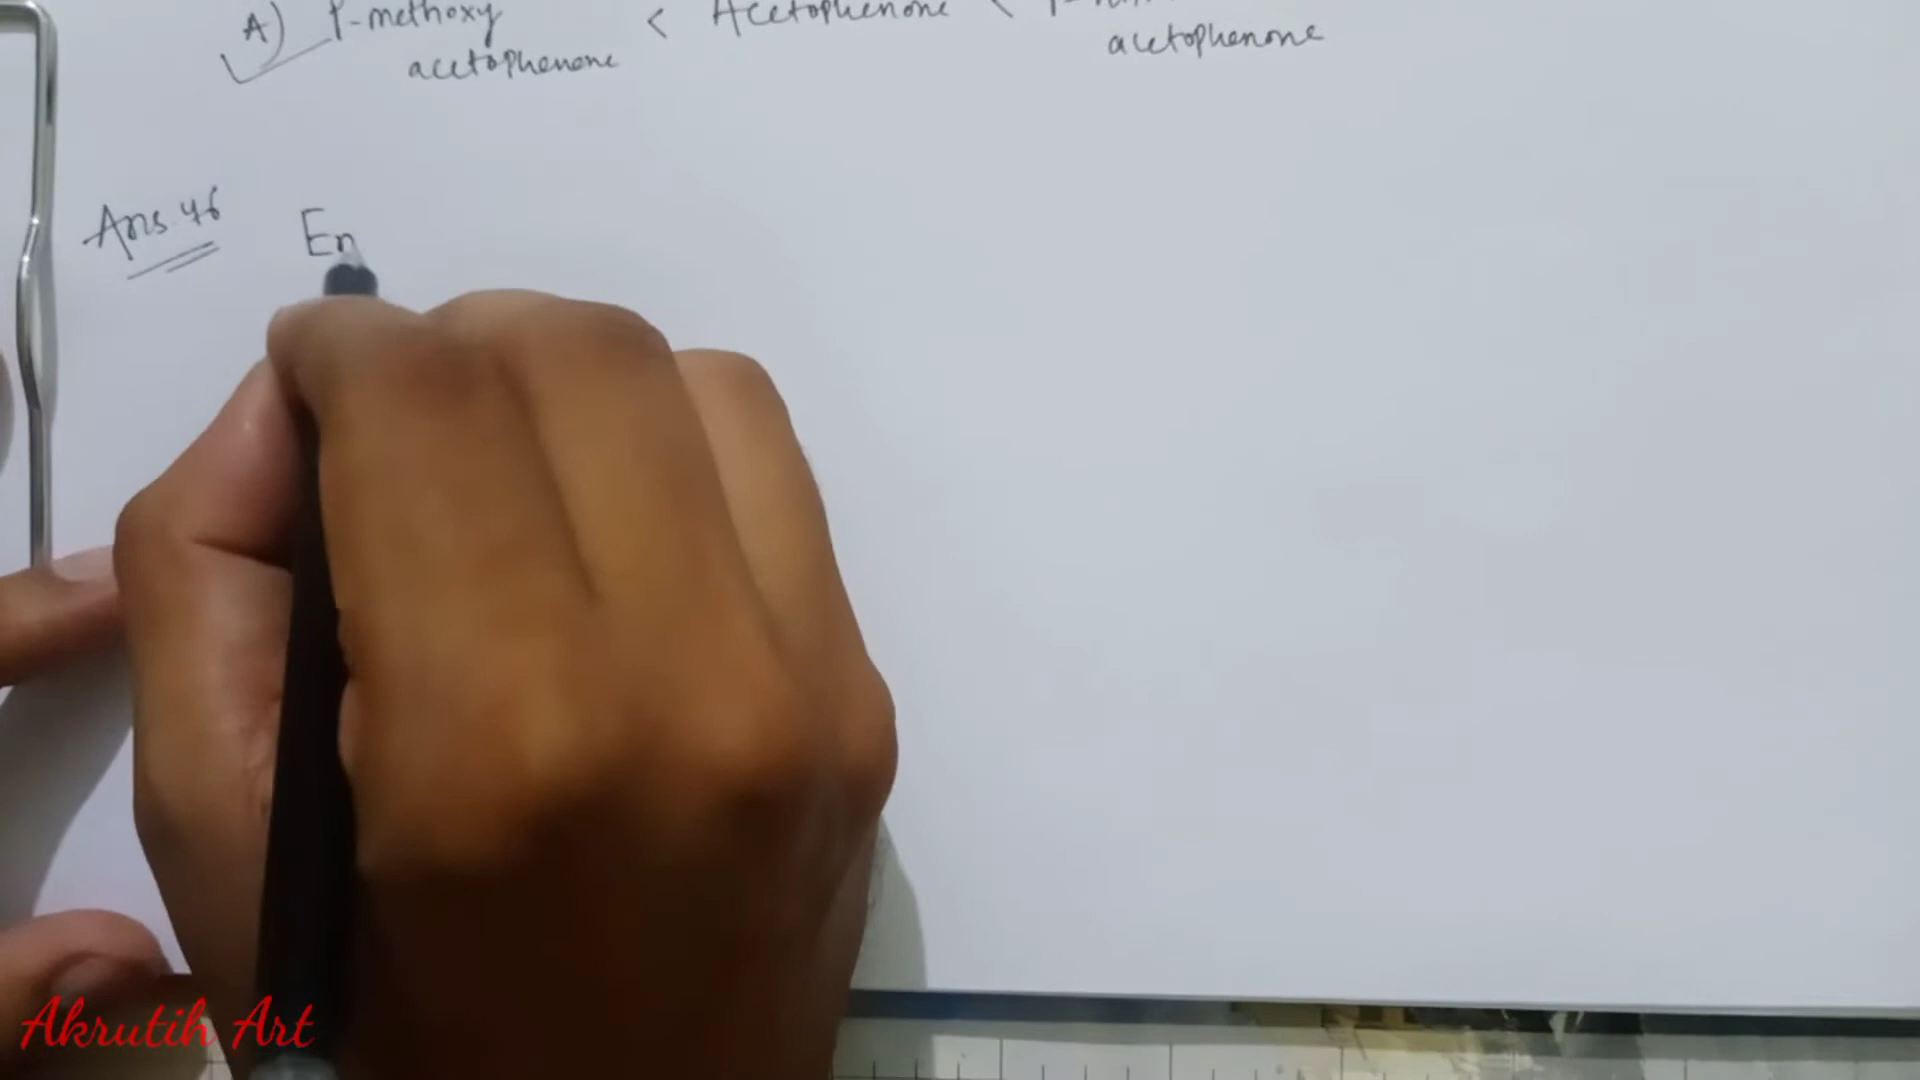 A) P-methoxy < Acetophenone <
acetophenone acetophenone
Ans.46 En
Akrutih Art